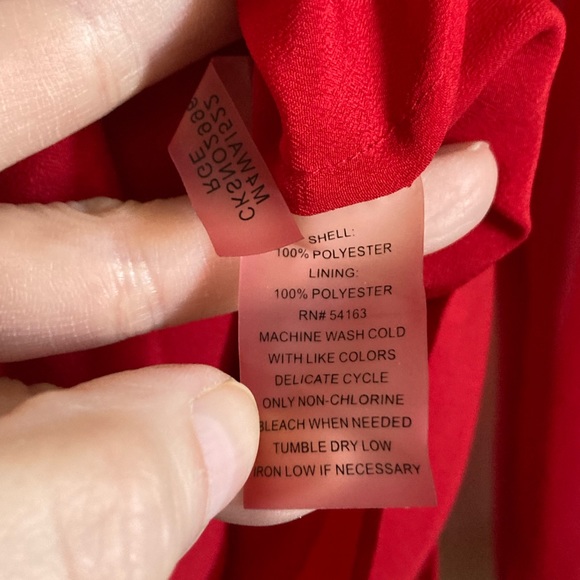 SHELL:
100% POLYESTER
LINING:
100% POLYESTER
RN# 54163
MACHINE WASH COLD
WITH LIKE COLORS
DELICATE CYCLE
ONLY NON-CHLORINE
BLEACH WHEN NEEDED
TUMBLE DRY LOW
IRON LOW IF NECESSARY